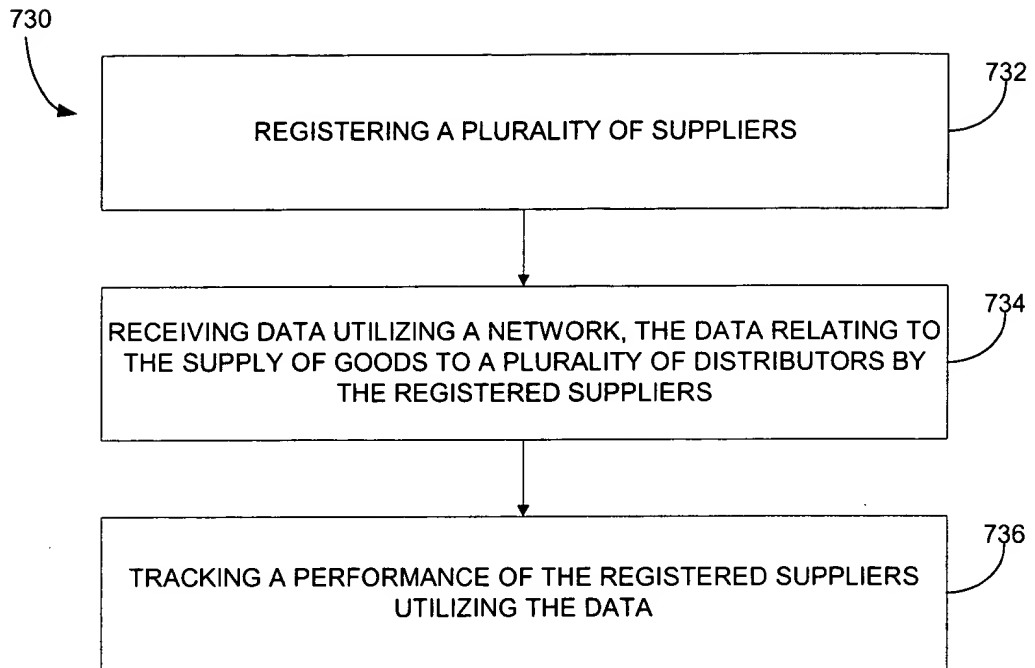 730
732
REGISTERING A PLURALITY OF SUPPLIERS
734
RECEIVING DATA UTILIZING A NETWORK, THE DATA RELATING TO
THE SUPPLY OF GOODS TO A PLURALITY OF DISTRIBUTORS BY
THE REGISTERED SUPPLIERS
736
TRACKING A PERFORMANCE OF THE REGISTERED SUPPLIERS
UTILIZING THE DATA